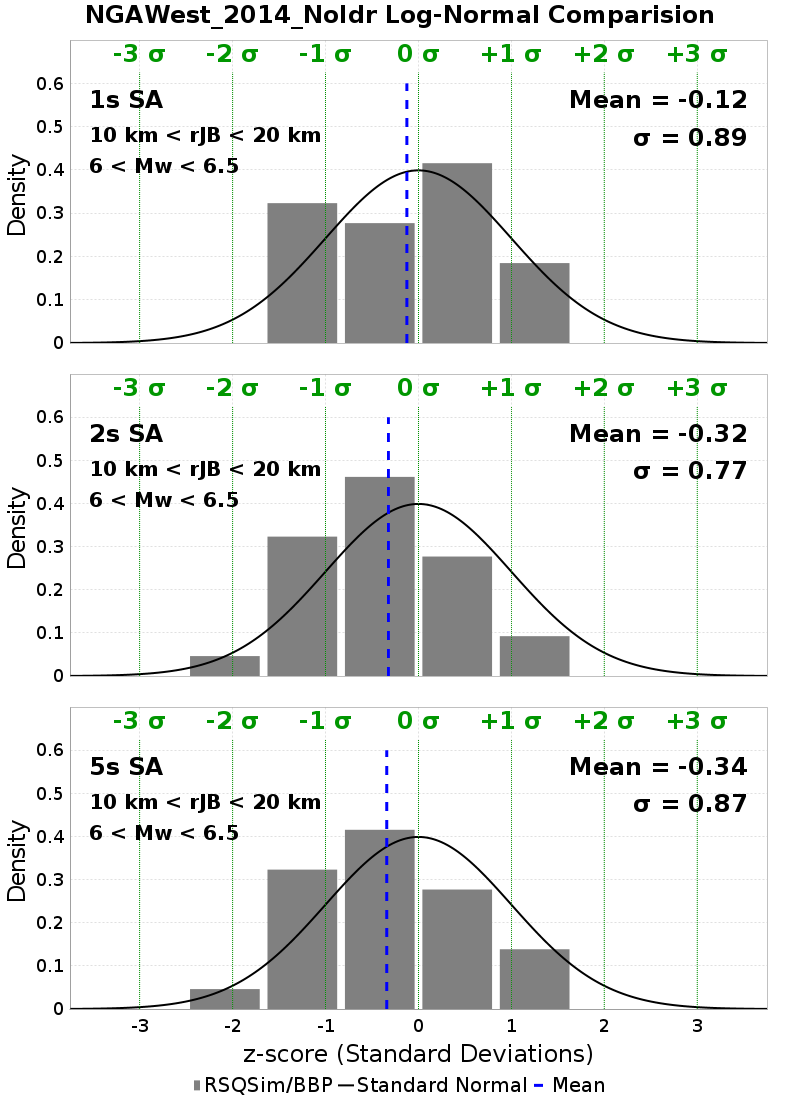 NGAWest_2014_NoIdr Log-Normal Comparision
-3 σ -2 σ -1 σ 0 σ +1 σ +2 σ +3 σ
1s SA
10 km < rJB < 20 km
6 < Mw < 6.5
Mean = -0.12
σ = 0.89
0.6
0.5
0.4
0.3
0.2
0.1
0
Density
-3 σ -2 σ -1 σ 0 σ +1 σ +2 σ +3 σ
2s SA
10 km < rJB < 20 km
6 < Mw < 6.5
Mean = -0.32
σ = 0.77
0.6
0.5
0.4
0.3
0.2
0.1
0
Density
-3 σ -2 σ -1 σ 0 σ +1 σ +2 σ +3 σ
5s SA
10 km < rJB < 20 km
6 < Mw < 6.5
Mean = -0.34
σ = 0.87
0.6
0.5
0.4
0.3
0.2
0.1
0
Density
-3 -2 -1 0 1 2 3
z-score (Standard Deviations)
RSQSim/BBP Standard Normal Mean